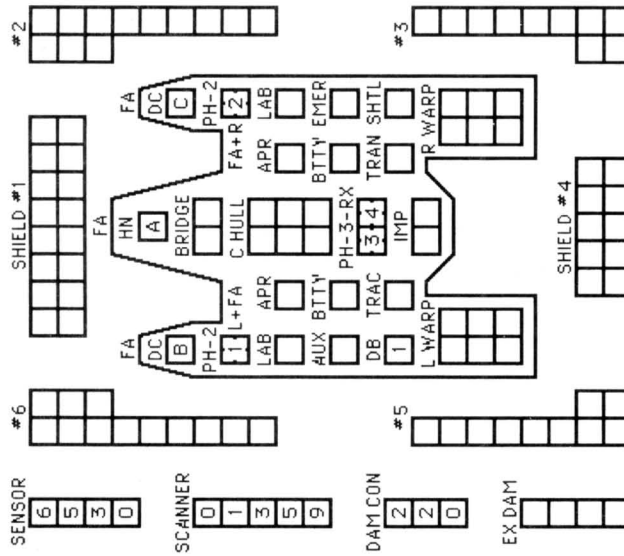 #2
SHIELD #1
#6
#3
FA
FA
FA
DC
HN
DC
B
A
C
PH-2
BRIDGE
PH-2
1
L+FA
FA+R
2
LAB
APR
C HULL
APR
LAB
AUX
BTTY
BTTY
EMER
DB
TRAC
PH-3-RX
TRAN
SHTL
1
3 4
L WARP
IMP
R WARP
#5
SHIELD #4
SENSOR
6
5
3
0
SCANNER
0
1
3
5
9
DAM CON
2
2
0
EX DAM